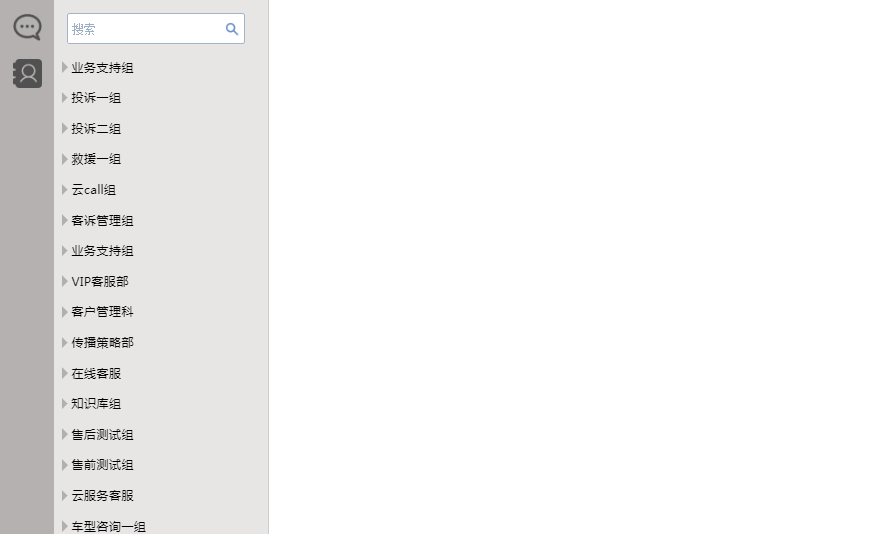 搜索
业务支持组
投诉一组
投诉二组
救援一组
云call组
客诉管理组
业务支持组
VIP客服部
客户管理科
传播策略部
在线客服
知识库组
售后测试组
售前测试组
云服务客服
车型咨询一组